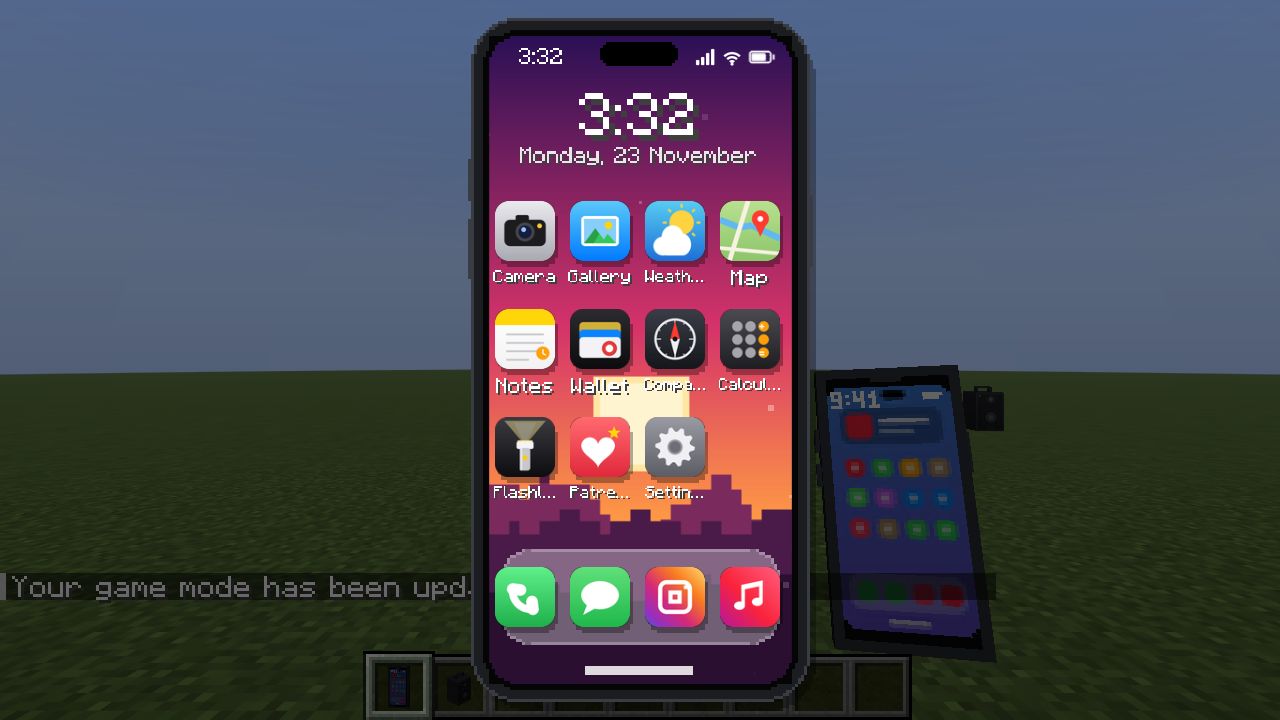 3:32
3:32
Monday, 23 November
Camera Gallery Weath... Map
Notes Wallet Compa... Calcul...
Flashl... Patre... Settin...
9:41
Your game mode has been upd